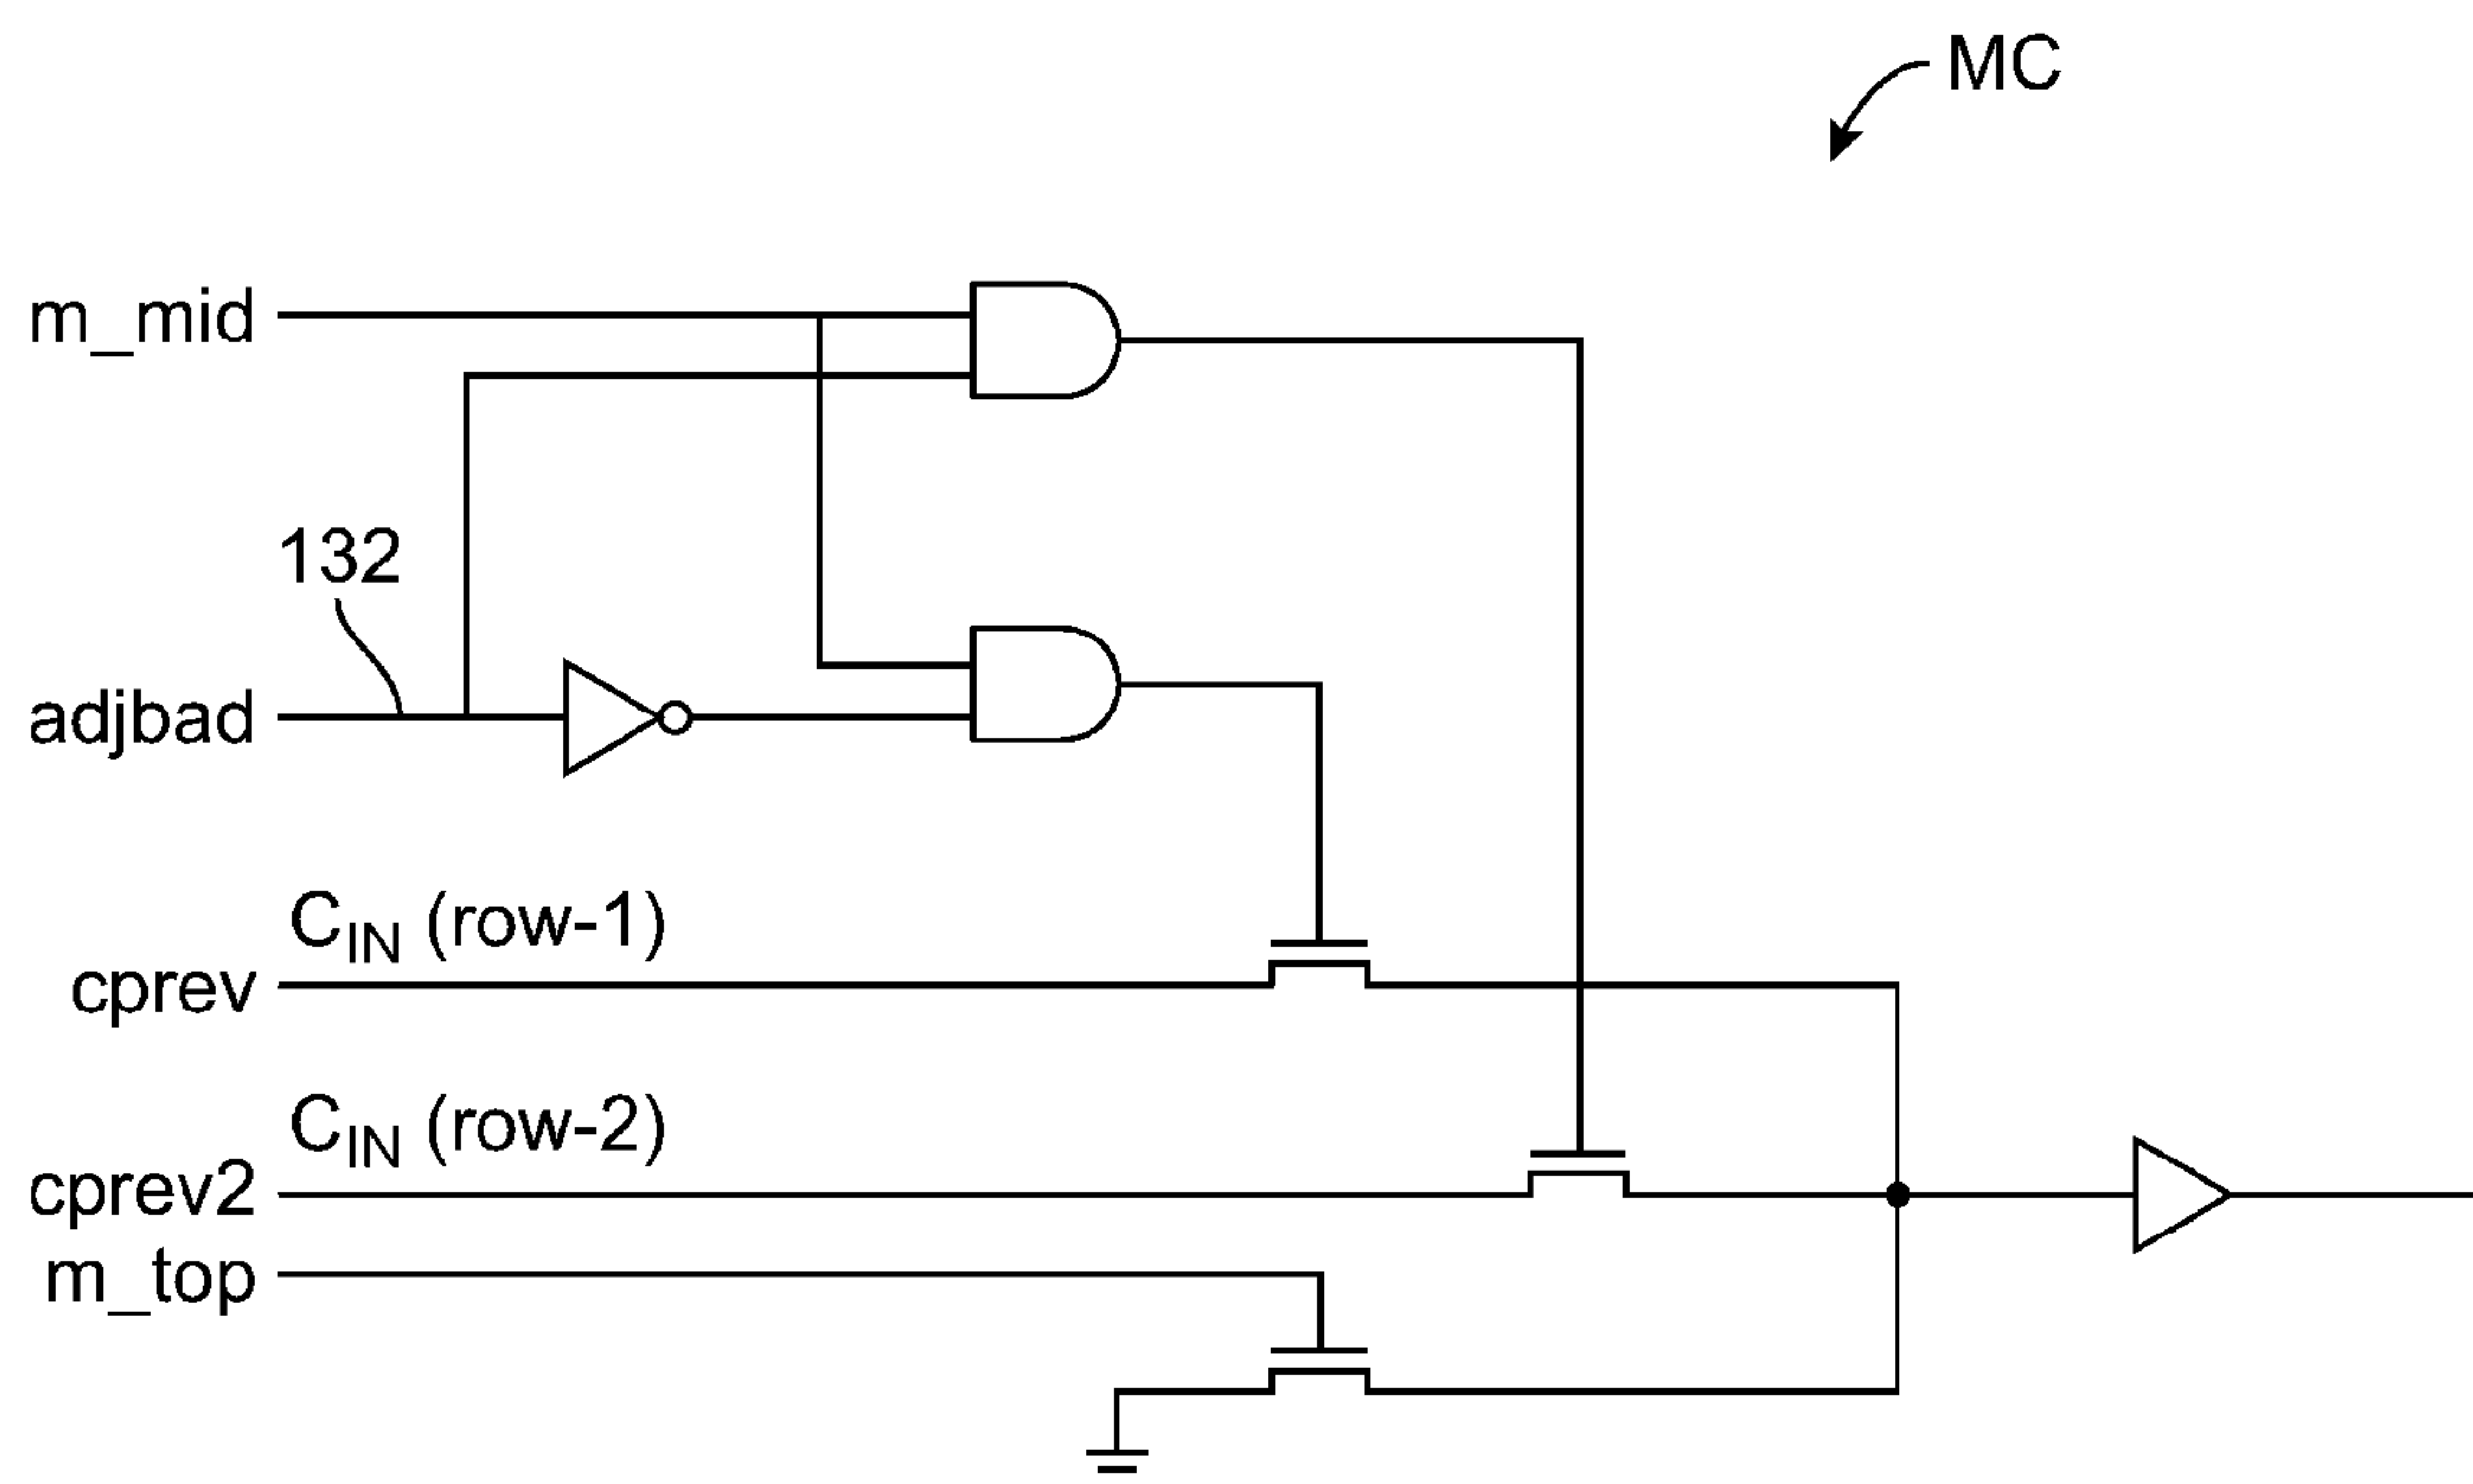 MC
m_mid
132
adjbad
C_IN (row-1)
cprev
C_IN (row-2)
cprev2
m_top